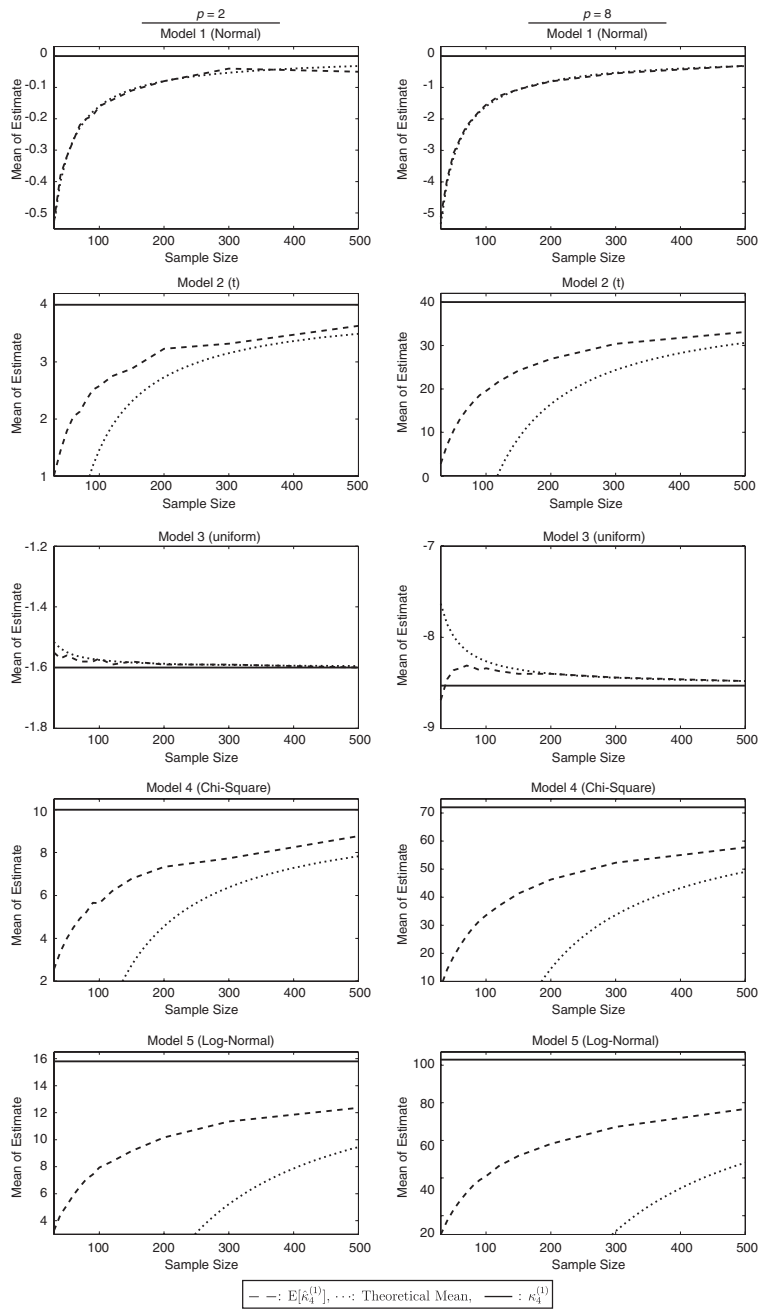 p = 2
Model 1 (Normal)
Mean of Estimate
0
-0.1
-0.2
-0.3
-0.4
-0.5
100 200 300 400 500
Sample Size
p = 8
Model 1 (Normal)
Mean of Estimate
0
-1
-2
-3
-4
-5
100 200 300 400 500
Sample Size
Model 2 (t)
Mean of Estimate
4
3
2
1
100 200 300 400 500
Sample Size
Model 2 (t)
Mean of Estimate
40
30
20
10
0
100 200 300 400 500
Sample Size
Model 3 (uniform)
Mean of Estimate
-1.2
-1.4
-1.6
-1.8
100 200 300 400 500
Sample Size
Model 3 (uniform)
Mean of Estimate
-7
-8
-9
100 200 300 400 500
Sample Size
Model 4 (Chi-Square)
Mean of Estimate
10
8
6
4
2
100 200 300 400 500
Sample Size
Model 4 (Chi-Square)
Mean of Estimate
70
60
50
40
30
20
10
100 200 300 400 500
Sample Size
Model 5 (Log-Normal)
Mean of Estimate
16
14
12
10
8
6
4
100 200 300 400 500
Sample Size
Model 5 (Log-Normal)
Mean of Estimate
100
80
60
40
20
100 200 300 400 500
Sample Size
– –: E[κ̂₄⁽¹⁾], ···: Theoretical Mean, —: κ₄⁽¹⁾